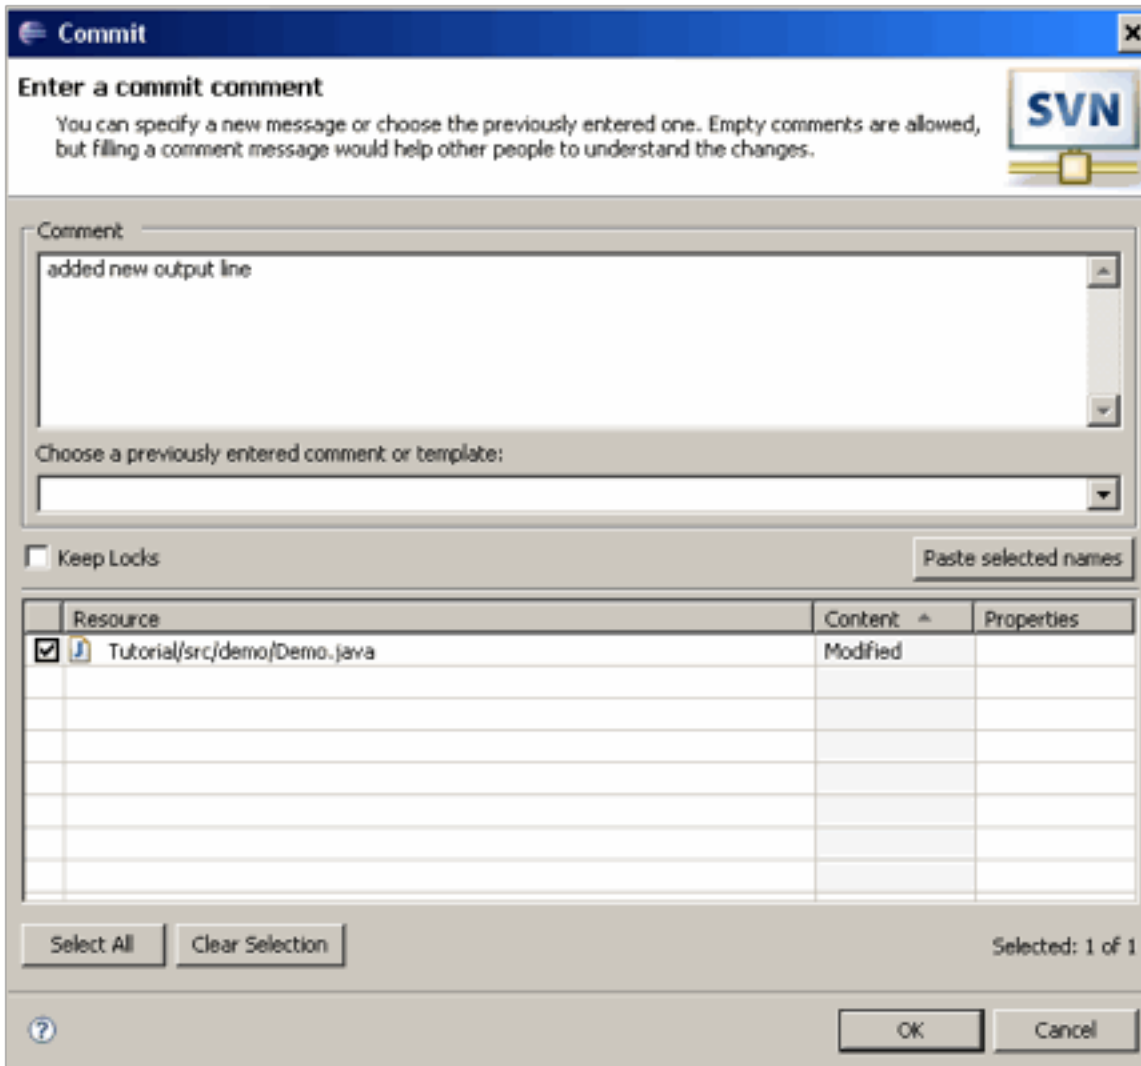 Commit
Enter a commit comment
You can specify a new message or choose the previously entered one. Empty comments are allowed,
but filling a comment message would help other people to understand the changes.
SVN
Comment
added new output line
Choose a previously entered comment or template:
Keep Locks
Paste selected names
Resource Content Properties
Tutorial/src/demo/Demo.java Modified
Select All Clear Selection Selected: 1 of 1
OK Cancel